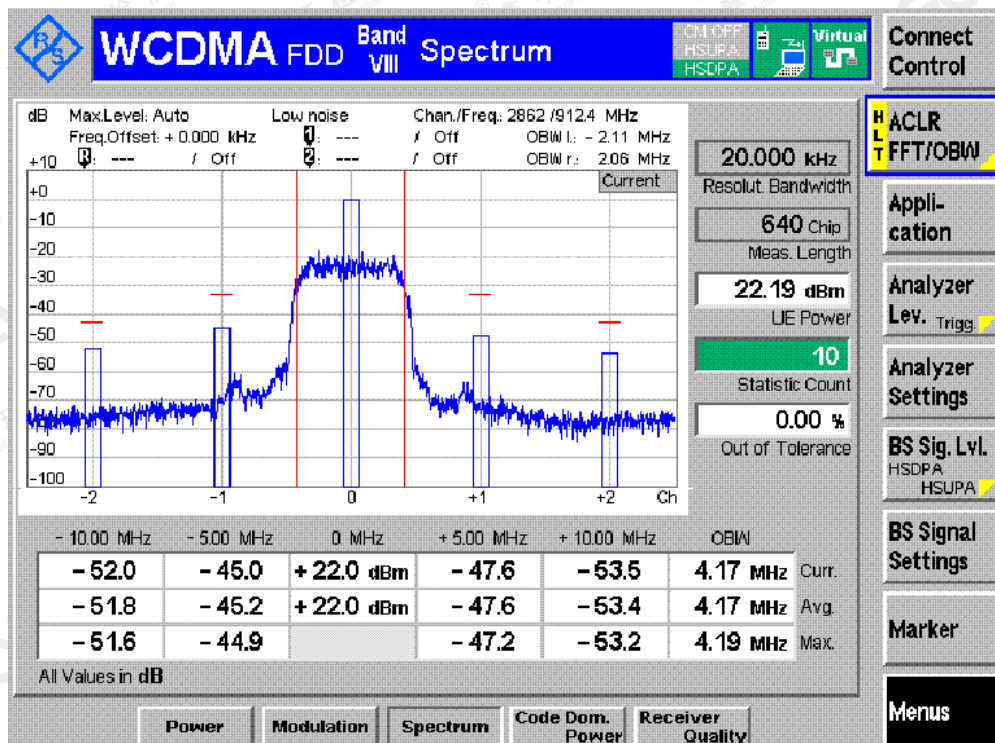 R&S
WCDMA FDD Band VIII Spectrum
CM OFF
HSUPA
HSDPA
Virtual
Connect Control
dB Max.Level: Auto Low noise Chan./Freq.: 2862 /912.4 MHz
Freq.Offset: + 0.000 kHz 1: --- / Off OBW l.: - 2.11 MHz
+10 R: --- / Off 2: --- / Off OBW r.: 2.06 MHz
Current
+0
-10
-20
-30
-40
-50
-60
-70
-80
-90
-100
-2 -1 0 +1 +2 Ch
20.000 kHz
Resolut. Bandwidth
640 Chip
Meas. Length
22.19 dBm
UE Power
10
Statistic Count
0.00 %
Out of Tolerance
- 10.00 MHz - 5.00 MHz 0 MHz + 5.00 MHz + 10.00 MHz OBW
- 52.0 - 45.0 + 22.0 dBm - 47.6 - 53.5 4.17 MHz Curr.
- 51.8 - 45.2 + 22.0 dBm - 47.6 - 53.4 4.17 MHz Avg.
- 51.6 - 44.9 - 47.2 - 53.2 4.19 MHz Max.
All Values in dB
HLT
ACLR
FFT/OBW
Appli-
cation
Analyzer
Lev. Trigg.
Analyzer
Settings
BS Sig. Lvl.
HSDPA
HSUPA
BS Signal
Settings
Marker
Menus
Power Modulation Spectrum Code Dom. Power Receiver Quality